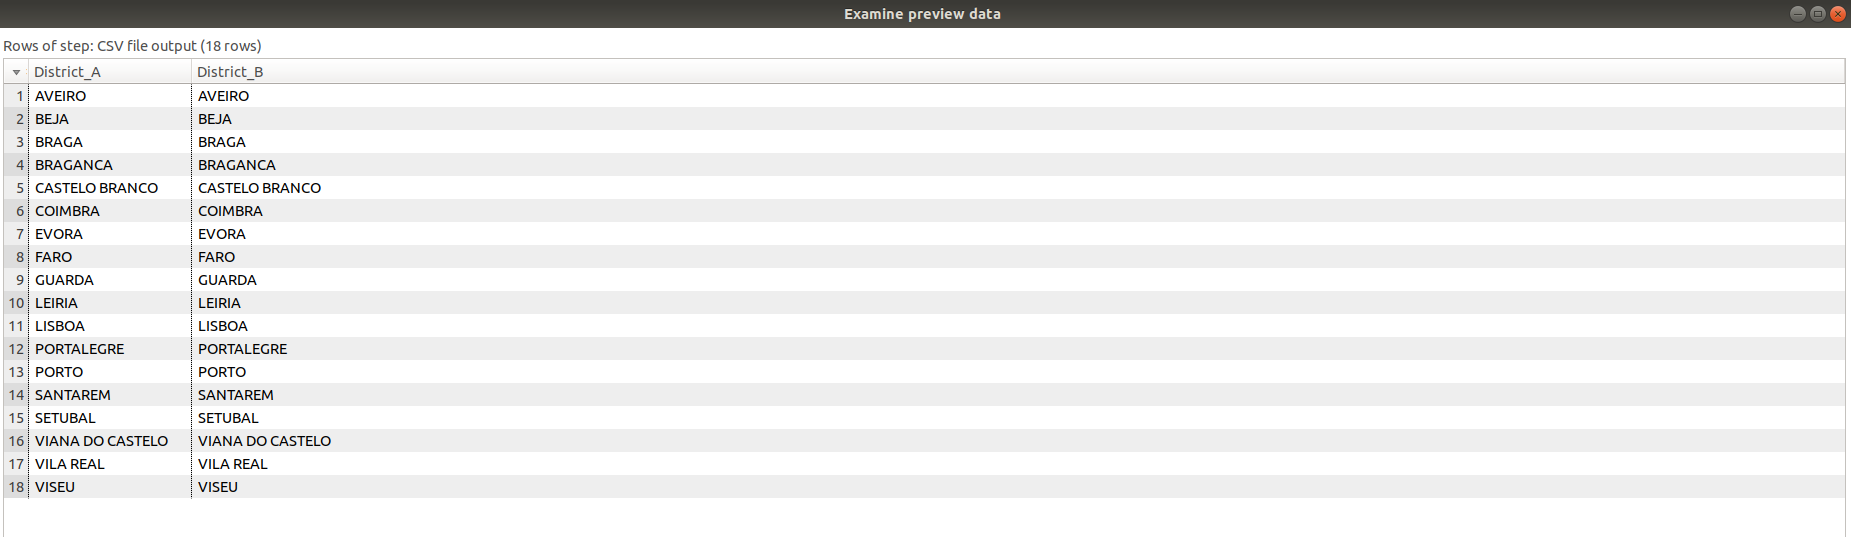 Examine preview data
Rows of step: CSV file output (18 rows)
District_A District_B
1 AVEIRO AVEIRO
2 BEJA BEJA
3 BRAGA BRAGA
4 BRAGANCA BRAGANCA
5 CASTELO BRANCO CASTELO BRANCO
6 COIMBRA COIMBRA
7 EVORA EVORA
8 FARO FARO
9 GUARDA GUARDA
10 LEIRIA LEIRIA
11 LISBOA LISBOA
12 PORTALEGRE PORTALEGRE
13 PORTO PORTO
14 SANTAREM SANTAREM
15 SETUBAL SETUBAL
16 VIANA DO CASTELO VIANA DO CASTELO
17 VILA REAL VILA REAL
18 VISEU VISEU